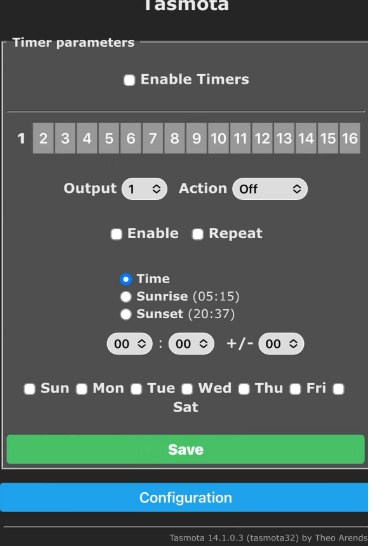 Tasmota
Timer parameters
Enable Timers
1 2 3 4 5 6 7 8 9 10 11 12 13 14 15 16
Output 1 Action Off
Enable Repeat
Time
Sunrise (05:15)
Sunset (20:37)
00 : 00 +/- 00
Sun Mon Tue Wed Thu Fri
Sat
Save
Configuration
Tasmota 14.1.0.3 (tasmota32) by Theo Arends